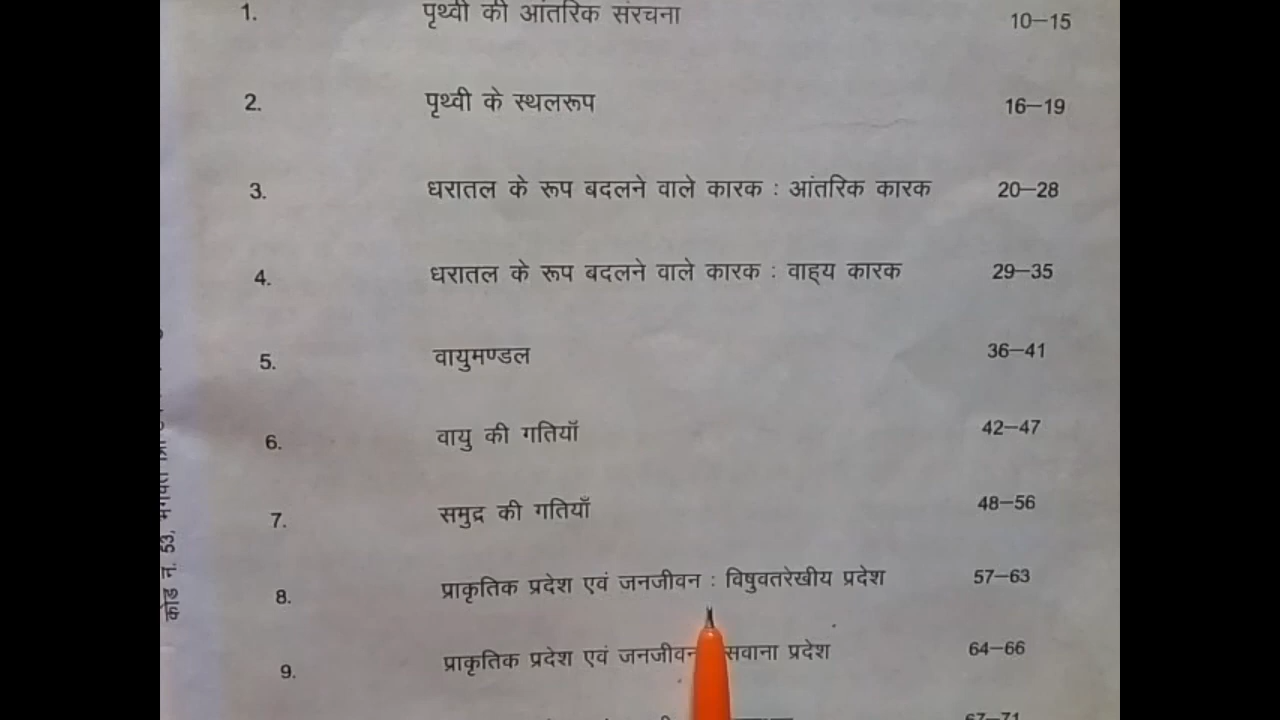 1. पृथ्वी की आंतरिक संरचना 10–15
2. पृथ्वी के स्थलरूप 16–19
3. धरातल के रूप बदलने वाले कारक : आंतरिक कारक 20–28
4. धरातल के रूप बदलने वाले कारक : वाह्य कारक 29–35
5. वायुमण्डल 36–41
6. वायु की गतियाँ 42–47
7. समुद्र की गतियाँ 48–56
8. प्राकृतिक प्रदेश एवं जनजीवन : विषुवतरेखीय प्रदेश 57–63
9. प्राकृतिक प्रदेश एवं जनजीवन सवाना प्रदेश 64–66
67–71
कोड नं. 53,